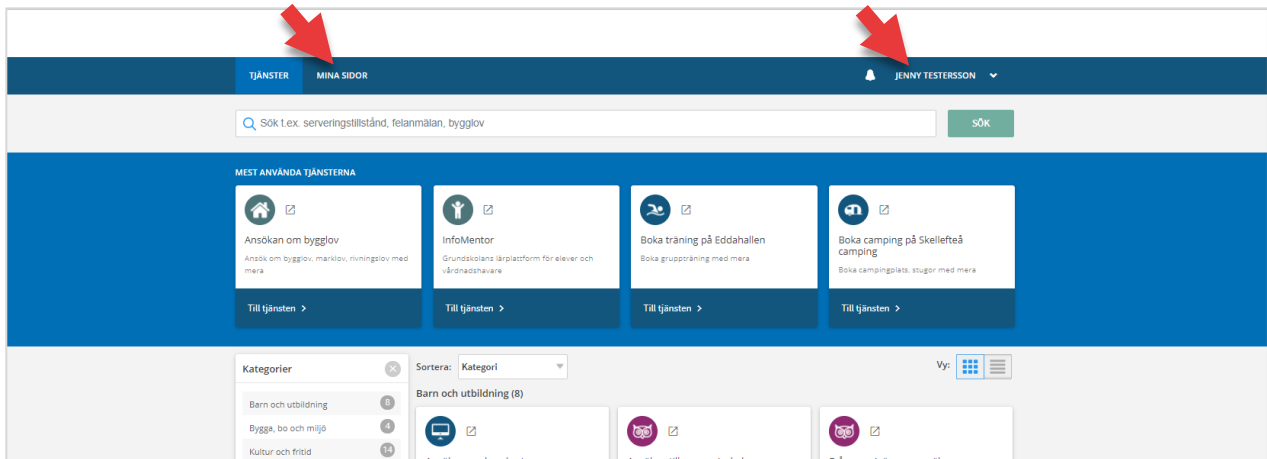 TJÄNSTER MINA SIDOR JENNY TESTERSSON
Sök t.ex. serveringstillstånd, felanmälan, bygglov SÖK
MEST ANVÄNDA TJÄNSTERNA
Ansökan om bygglov
Ansök om bygglov, marklov, rivningslov med
mera
Till tjänsten
InfoMentor
Grundskolans lärplattform för elever och
vårdnadshavare
Till tjänsten
Boka träning på Eddahallen
Boka gruppträning med mera
Till tjänsten
Boka camping på Skellefteå
camping
Boka campingplats, stugor med mera
Till tjänsten
Kategorier
Barn och utbildning 8
Bygga, bo och miljö 4
Kultur och fritid 14
Sortera: Kategori Vy:
Barn och utbildning (8)